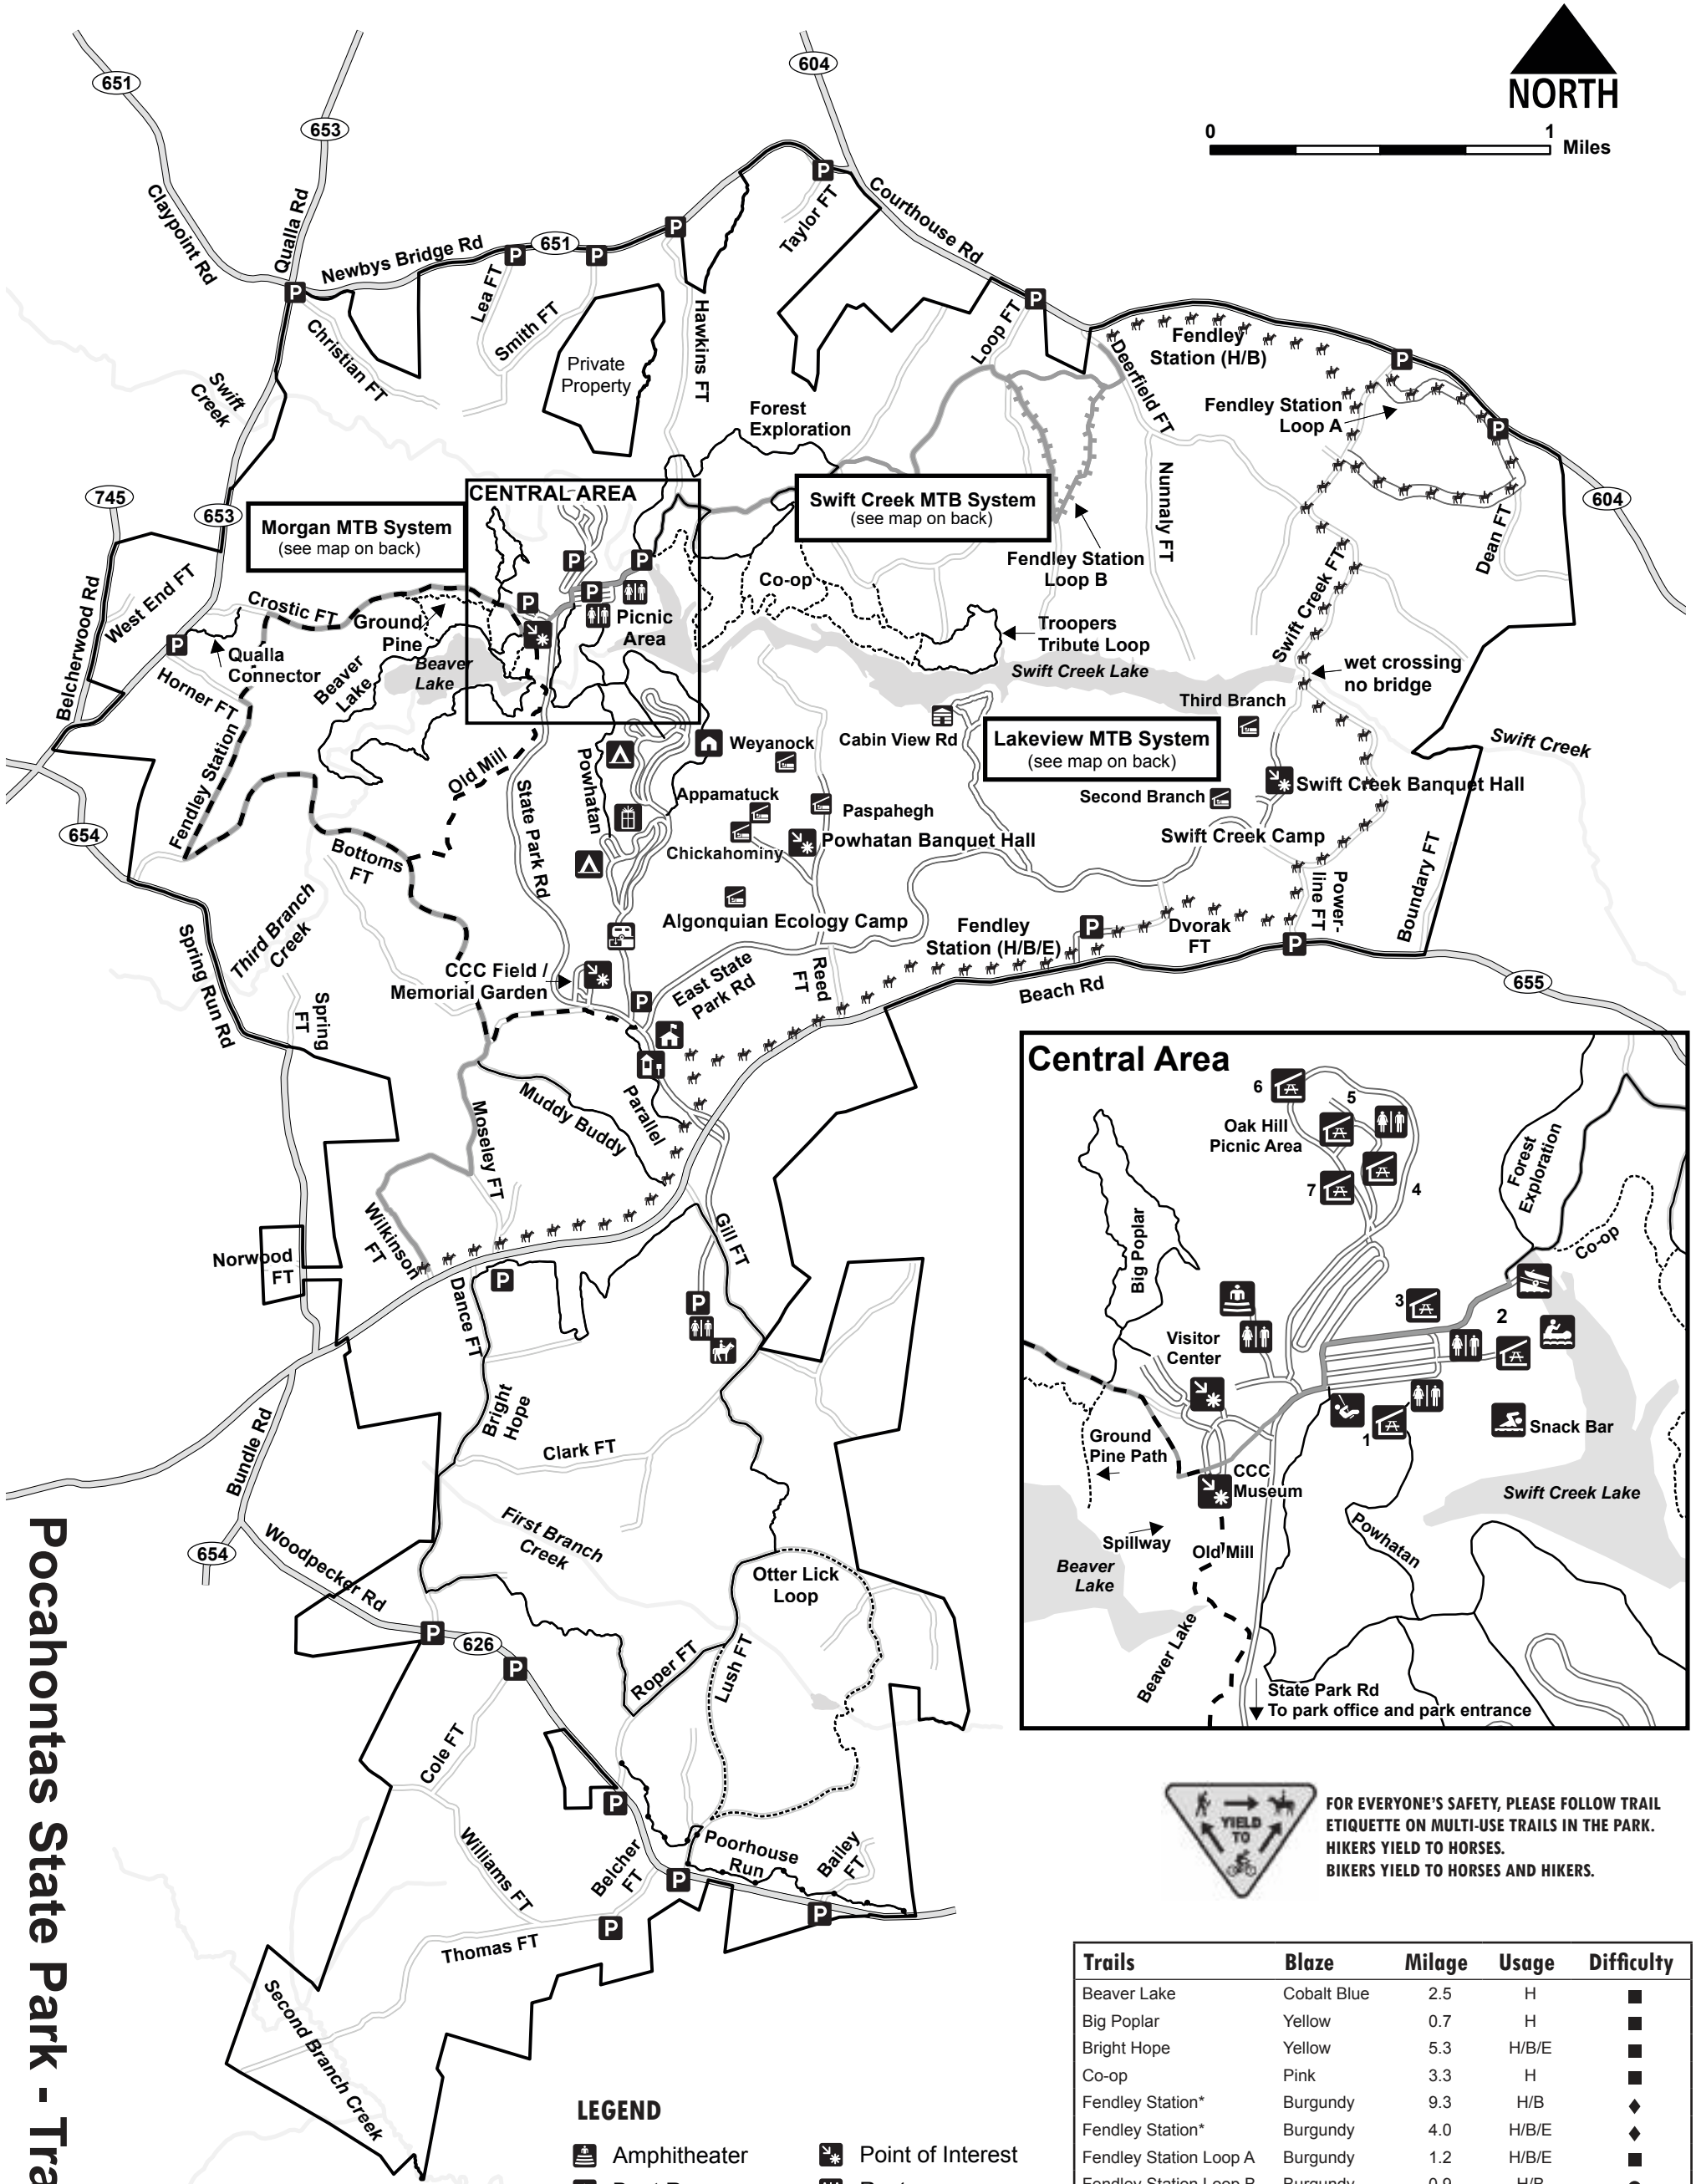 NORTH
0 1 Miles
651
653
604
Claypoint Rd
Qualla Rd
Newbys Bridge Rd
651
Taylor FT
Courthouse Rd
Lea FT
Smith FT
Christian FT
Private
Property
Hawkins FT
Loop FT
Deerfield FT
Fendley
Station (H/B)
Fendley Station
Loop A
Swift
Creek
Forest
Exploration
745
653
CENTRAL AREA
Morgan MTB System
(see map on back)
Swift Creek MTB System
(see map on back)
Nunnaly FT
604
Dean FT
Fendley Station
Loop B
Swift Creek FT
Belcherwood Rd
West End FT
Crostic FT
Ground
Pine
Picnic
Area
Co-op
Troopers
Tribute Loop
Qualla
Connector
Beaver
Lake
Beaver
Lake
Swift Creek Lake
wet crossing
no bridge
Horner FT
Third Branch
Fendley Station
Old Mill
Powhatan
Weyanock
Cabin View Rd
Lakeview MTB System
(see map on back)
Swift Creek
State Park Rd
Appamatuck
Paspahegh
Swift Creek Banquet Hall
Second Branch
654
Bottoms
FT
Chickahominy
Powhatan Banquet Hall
Swift Creek Camp
Third Branch
Creek
Algonquian Ecology Camp
Fendley
Station (H/B/E)
Dvorak
FT
Power-
line FT
Boundary FT
Spring Run Rd
CCC Field /
Memorial Garden
East State
Park Rd
Reed
FT
Beach Rd
655
Spring
FT
Muddy Buddy
Parallel
Moseley FT
Wilkinson
FT
Gill FT
Norwood
FT
Dance FT
Bright
Hope
Clark FT
Bundle Rd
First Branch
Creek
654
Woodpecker Rd
626
Otter Lick
Loop
Roper FT
Lush FT
Cole FT
Williams FT
Belcher
FT
Poorhouse
Run
Bailey
FT
Thomas FT
Second Branch Creek
Central Area
6
5
Oak Hill
Picnic Area
7
4
Big Poplar
Forest
Exploration
Co-op
3
2
Visitor
Center
1
Snack Bar
Ground
Pine Path
CCC
Museum
Swift Creek Lake
Spillway
Old Mill
Powhatan
Beaver
Lake
Beaver Lake
State Park Rd
To park office and park entrance
YIELD
TO
FOR EVERYONE'S SAFETY, PLEASE FOLLOW TRAIL
ETIQUETTE ON MULTI-USE TRAILS IN THE PARK.
HIKERS YIELD TO HORSES.
BIKERS YIELD TO HORSES AND HIKERS.
Trails Blaze Milage Usage Difficulty
Beaver Lake Cobalt Blue 2.5 H
Big Poplar Yellow 0.7 H
Bright Hope Yellow 5.3 H/B/E
Co-op Pink 3.3 H
Fendley Station* Burgundy 9.3 H/B
Fendley Station* Burgundy 4.0 H/B/E
Fendley Station Loop A Burgundy 1.2 H/B/E
Fendley Station Loop B Burgundy 0.9 H/B
LEGEND
Amphitheater
Point of Interest
Pocahontas State Park - Tra